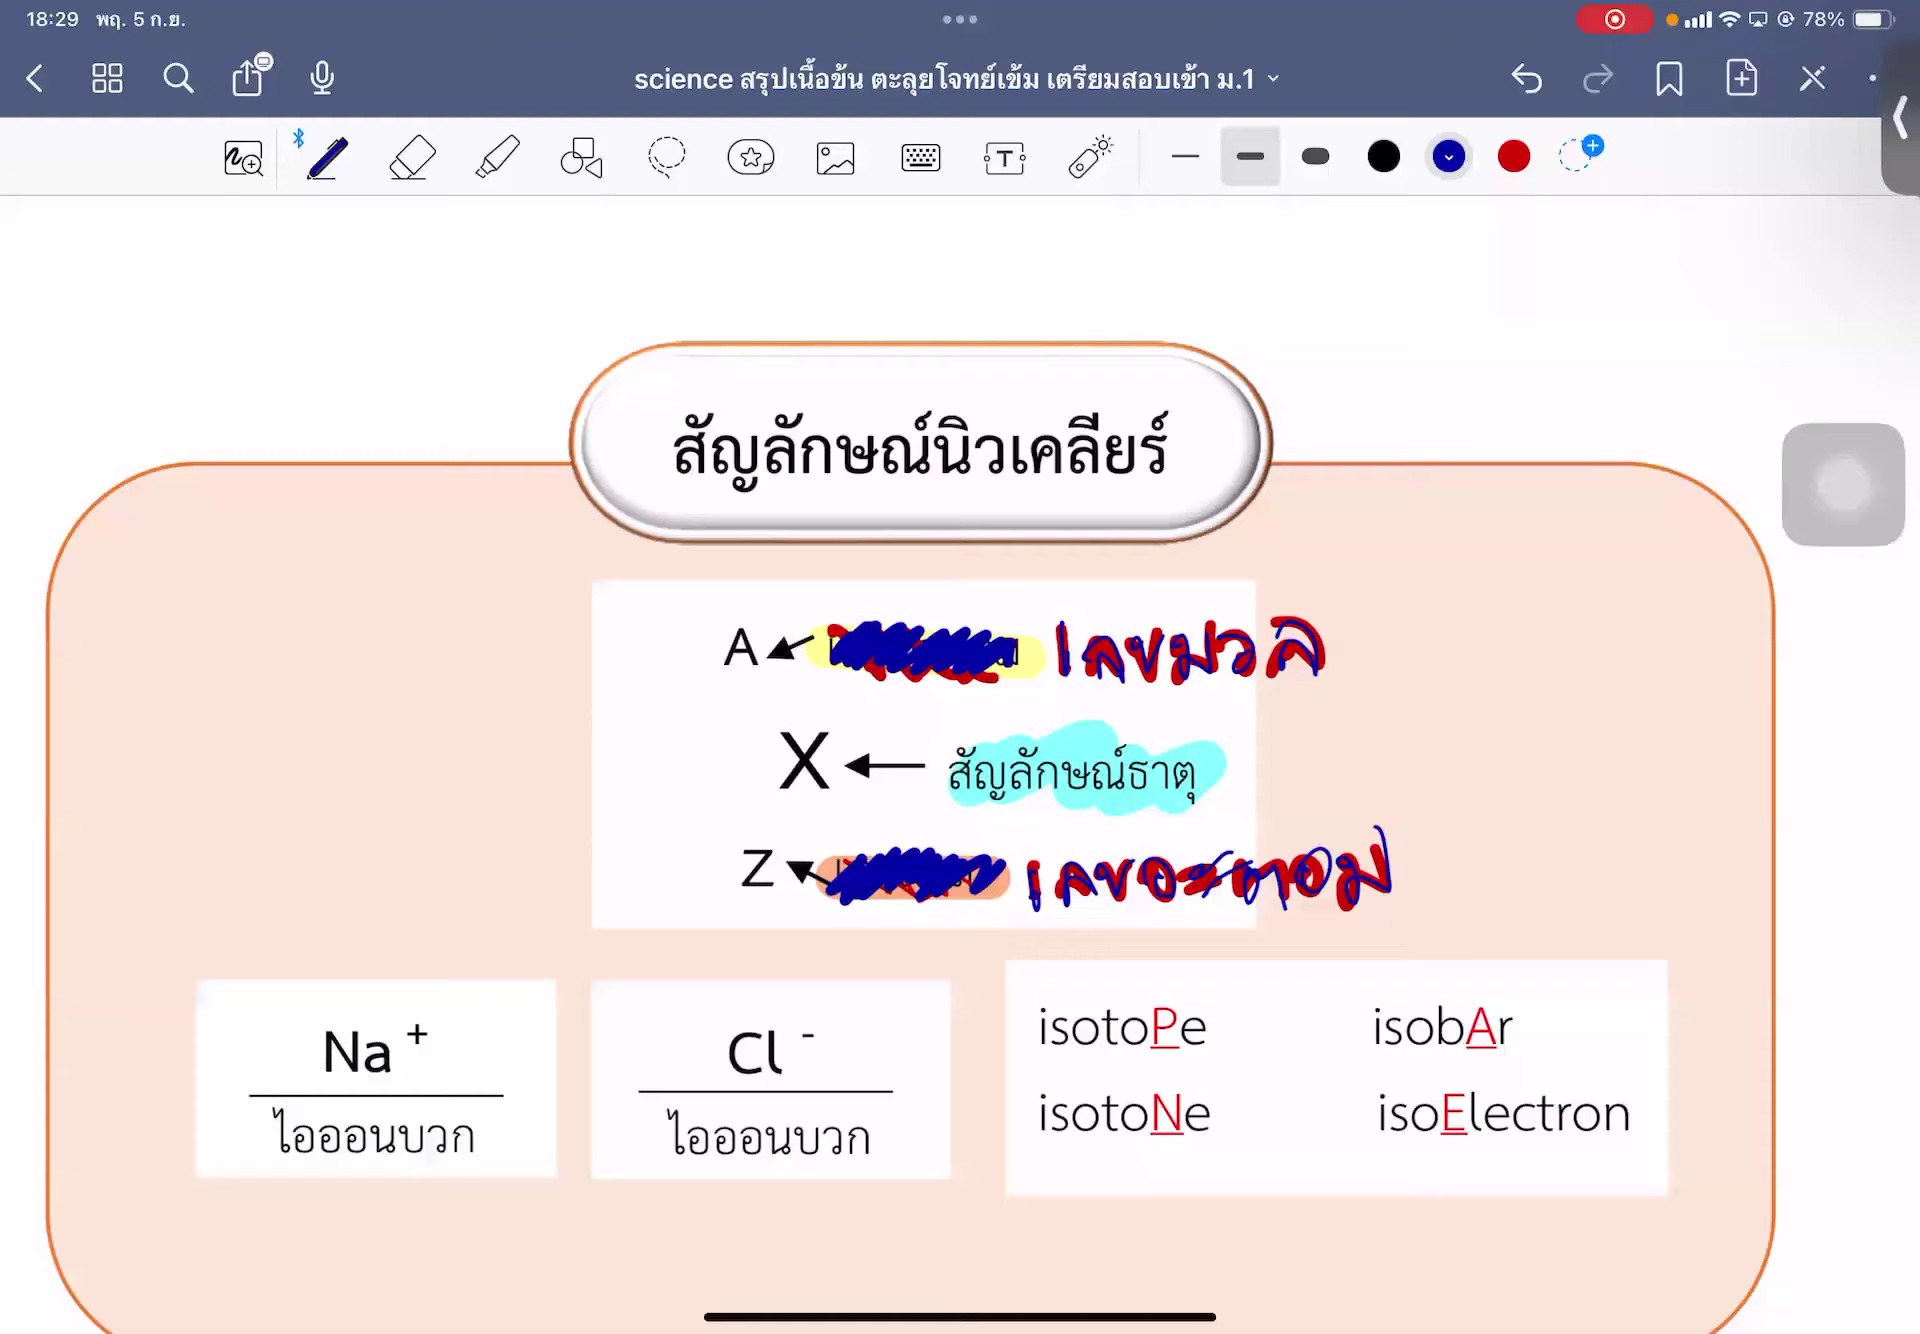 18:29 พฤ. 5 ก.ย.
78%
science สรุปเนื้อข้น ตะลุยโจทย์เข้ม เตรียมสอบเข้า ม.1
T
สัญลักษณ์นิวเคลียร์
A เลขมวล
X สัญลักษณ์ธาตุ
Z เลขอะตอม
Na +
ไอออนบวก
Cl -
ไอออนบวก
isotoPe isobAr
isotoNe isoElectron